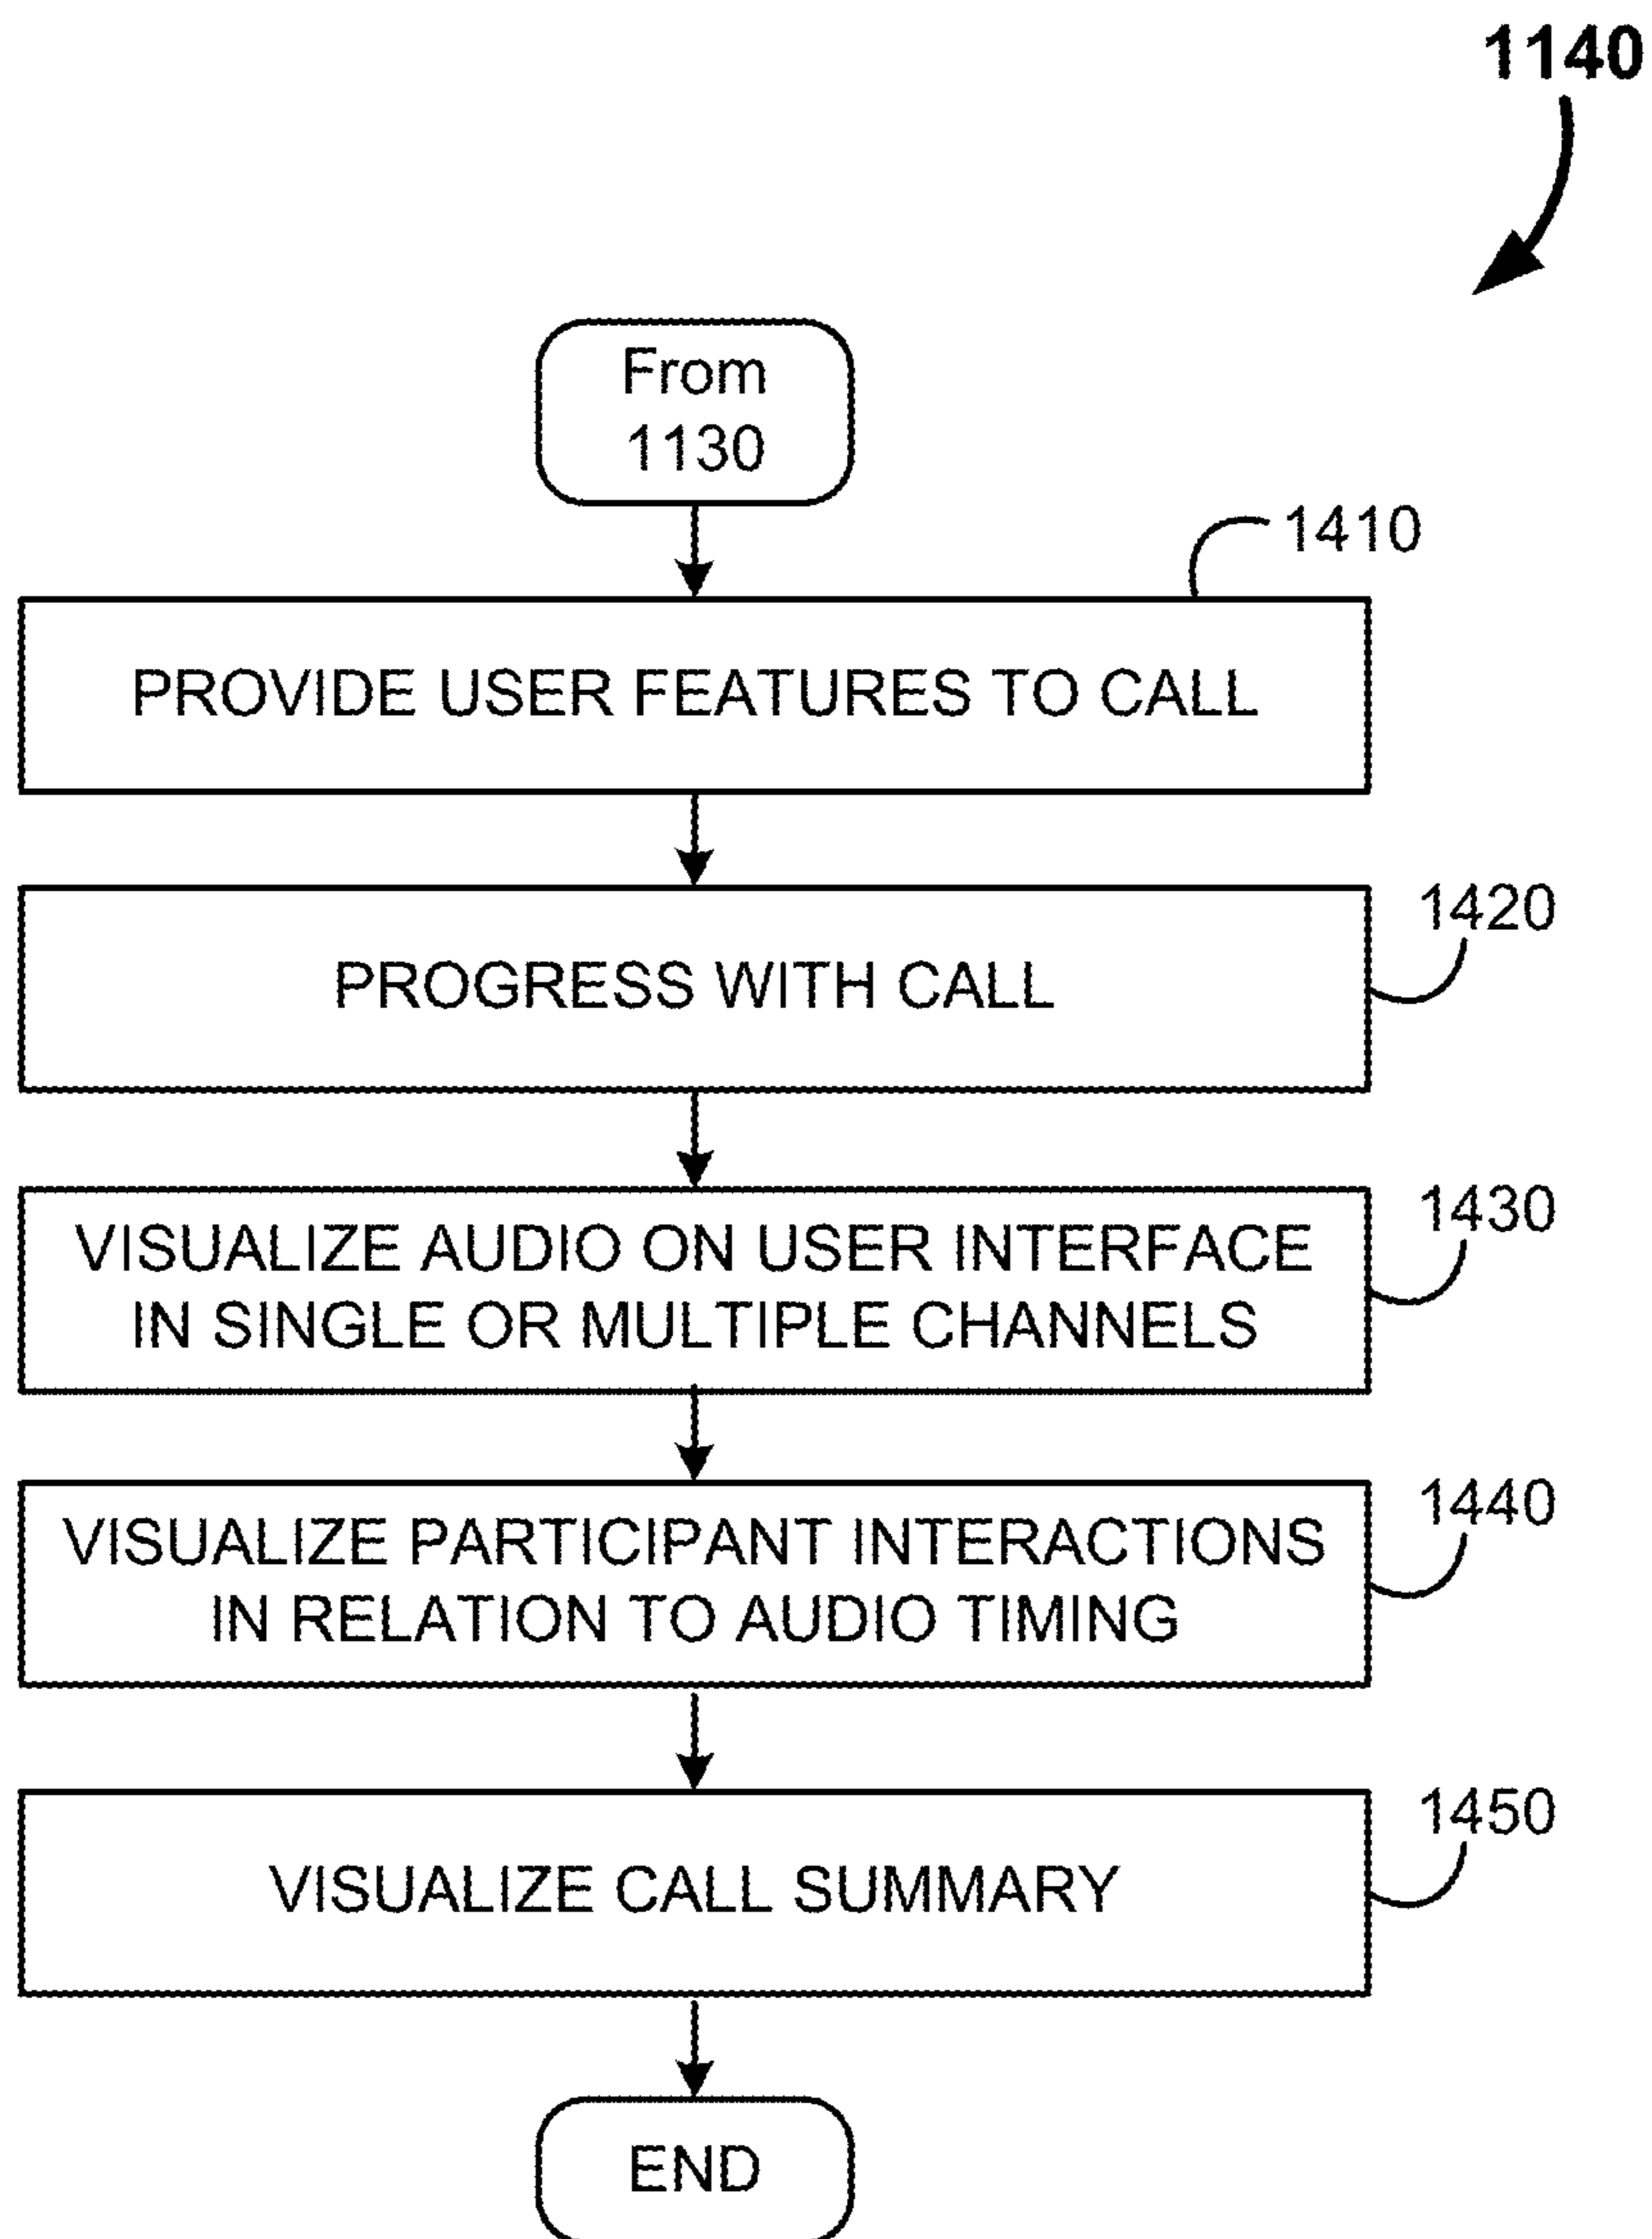 1140
From
1130
1410
PROVIDE USER FEATURES TO CALL
1420
PROGRESS WITH CALL
1430
VISUALIZE AUDIO ON USER INTERFACE
IN SINGLE OR MULTIPLE CHANNELS
1440
VISUALIZE PARTICIPANT INTERACTIONS
IN RELATION TO AUDIO TIMING
1450
VISUALIZE CALL SUMMARY
END